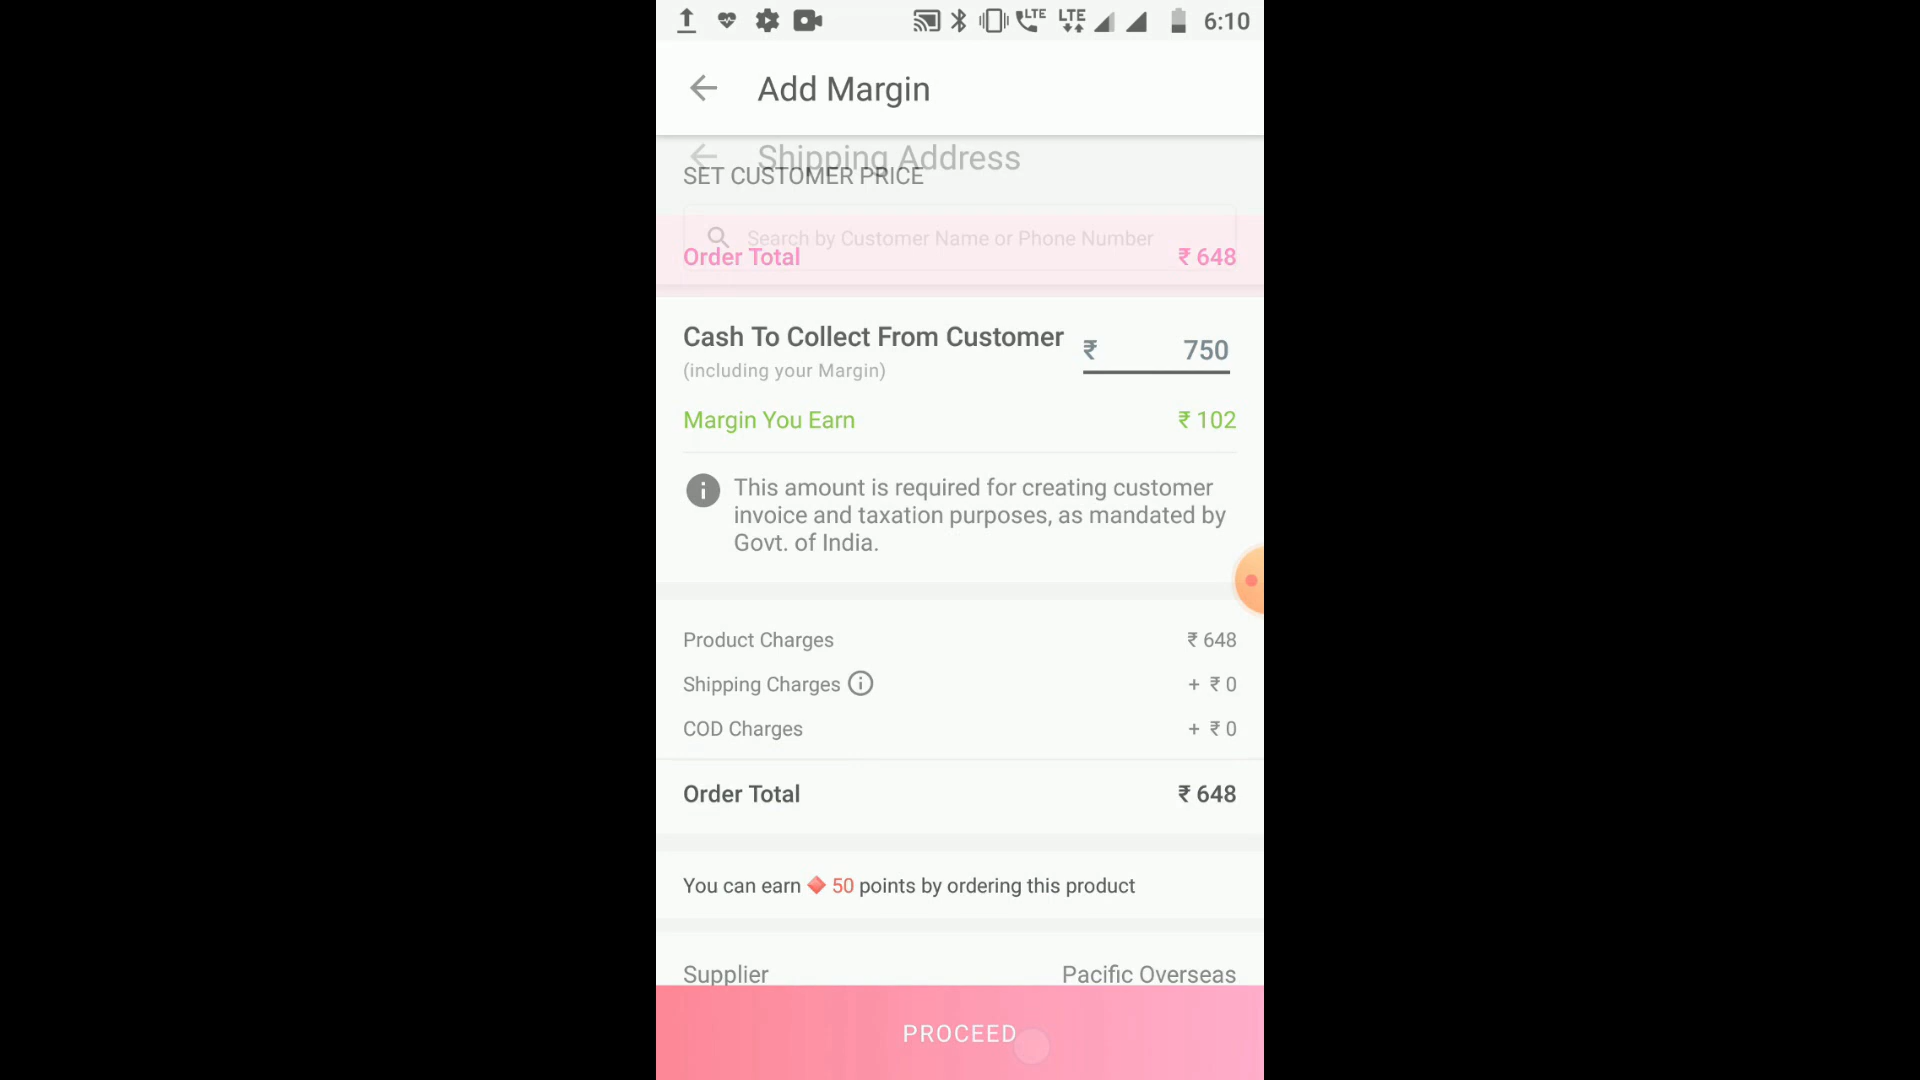 LTE LTE 6:10
Add Margin
Shipping Address
SET CUSTOMER PRICE
Search by Customer Name or Phone Number
Order Total ₹ 648
Cash To Collect From Customer ₹ 750
(including your Margin)
Margin You Earn ₹ 102
This amount is required for creating customer
invoice and taxation purposes, as mandated by
Govt. of India.
Product Charges ₹ 648
Shipping Charges + ₹ 0
COD Charges + ₹ 0
Order Total ₹ 648
You can earn 50 points by ordering this product
Supplier Pacific Overseas
PROCEED